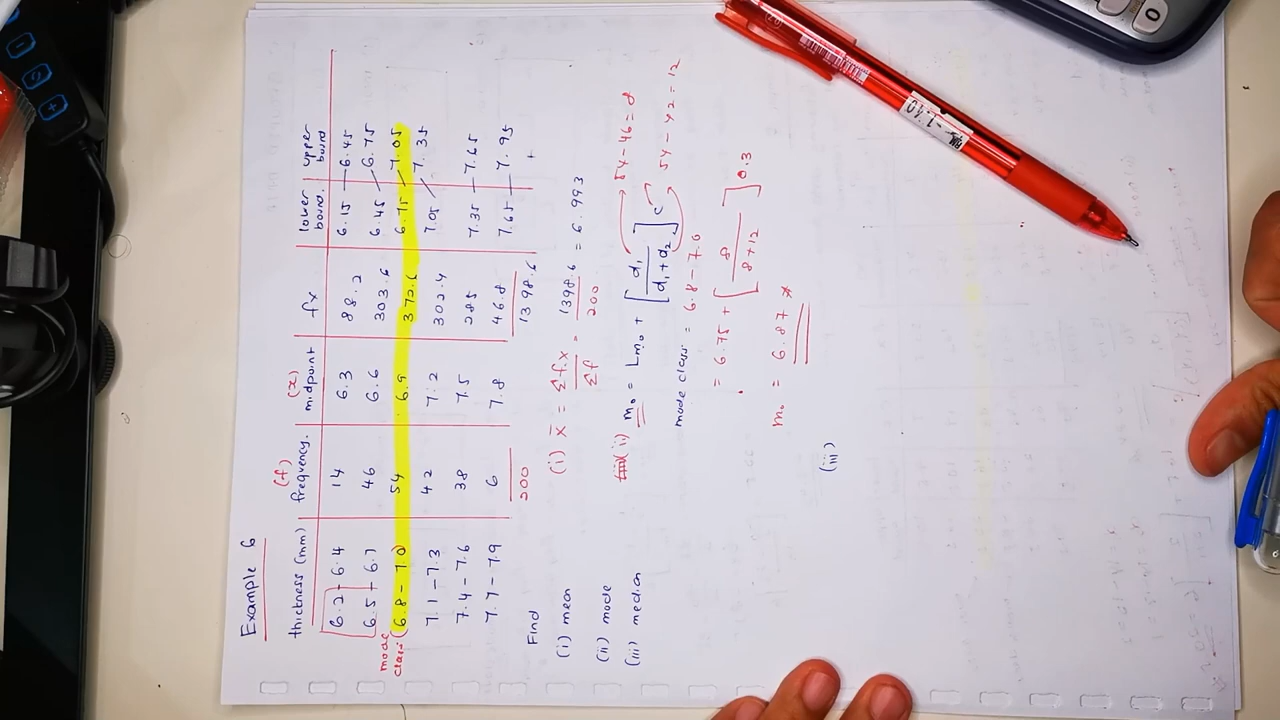 Example 6
thickness (mm) (f) frequency. (x) midpoint fx lower bound. upper bound
6.2 - 6.4 14 6.3 88.2 6.15 6.45
6.5 - 6.7 46 6.6 303.6 6.45 6.75
mode class (6.8 - 7.0) 54 6.9 372.6 6.75 7.05
7.1 - 7.3 42 7.2 302.4 7.05 7.35
7.4 - 7.6 38 7.5 285 7.35 7.65
7.7 - 7.9 6 7.8 46.8 7.65 7.95
200 1398.6
Find
(i) mean
(ii) mode
(iii) median
(i) x̄ = Σf.x / Σf = 1398.6 / 200 = 6.993
(ii) m₀ = Lm₀ + [d₁ / d₁ + d₂] c
54 - 46 = 8
54 - 42 = 12
mode class = 6.8 - 7.0
= 6.75 + [8 / 8 + 12] 0.3
m₀ = 6.87 *
(iii)
0